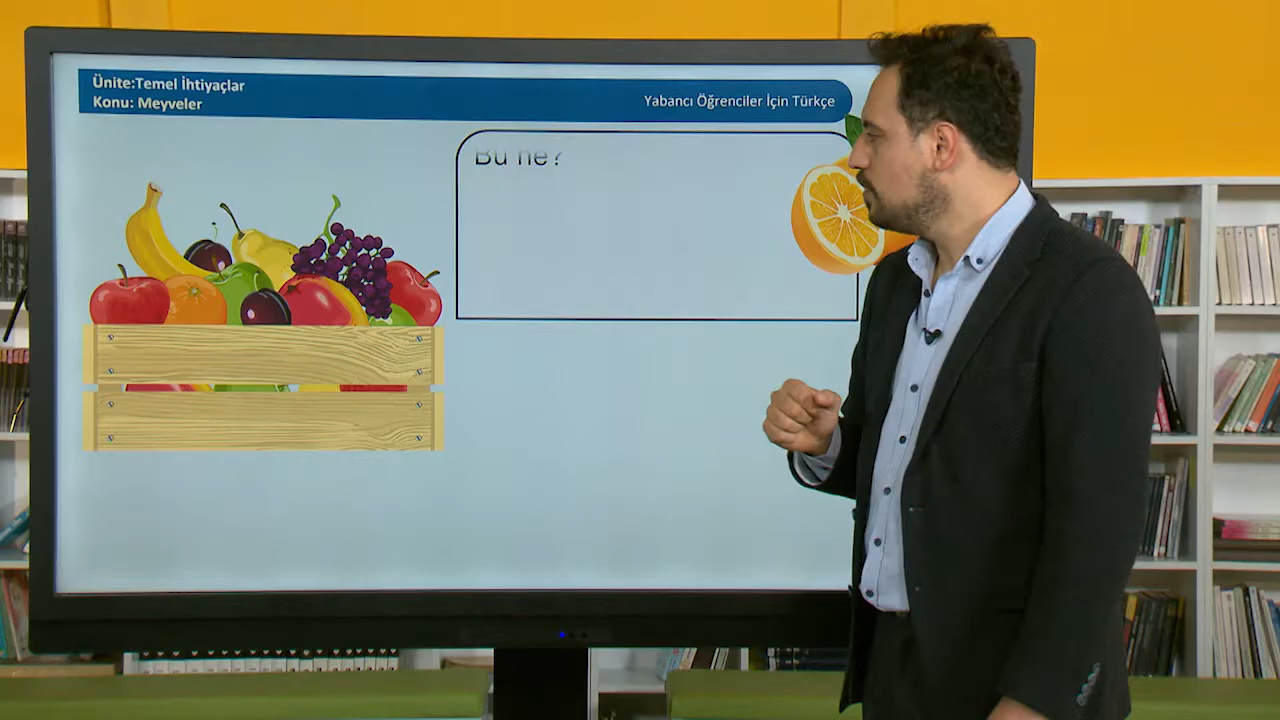 Ünite:Temel İhtiyaçlar
Konu: Meyveler
Yabancı Öğrenciler İçin Türkçe
Bu ne?